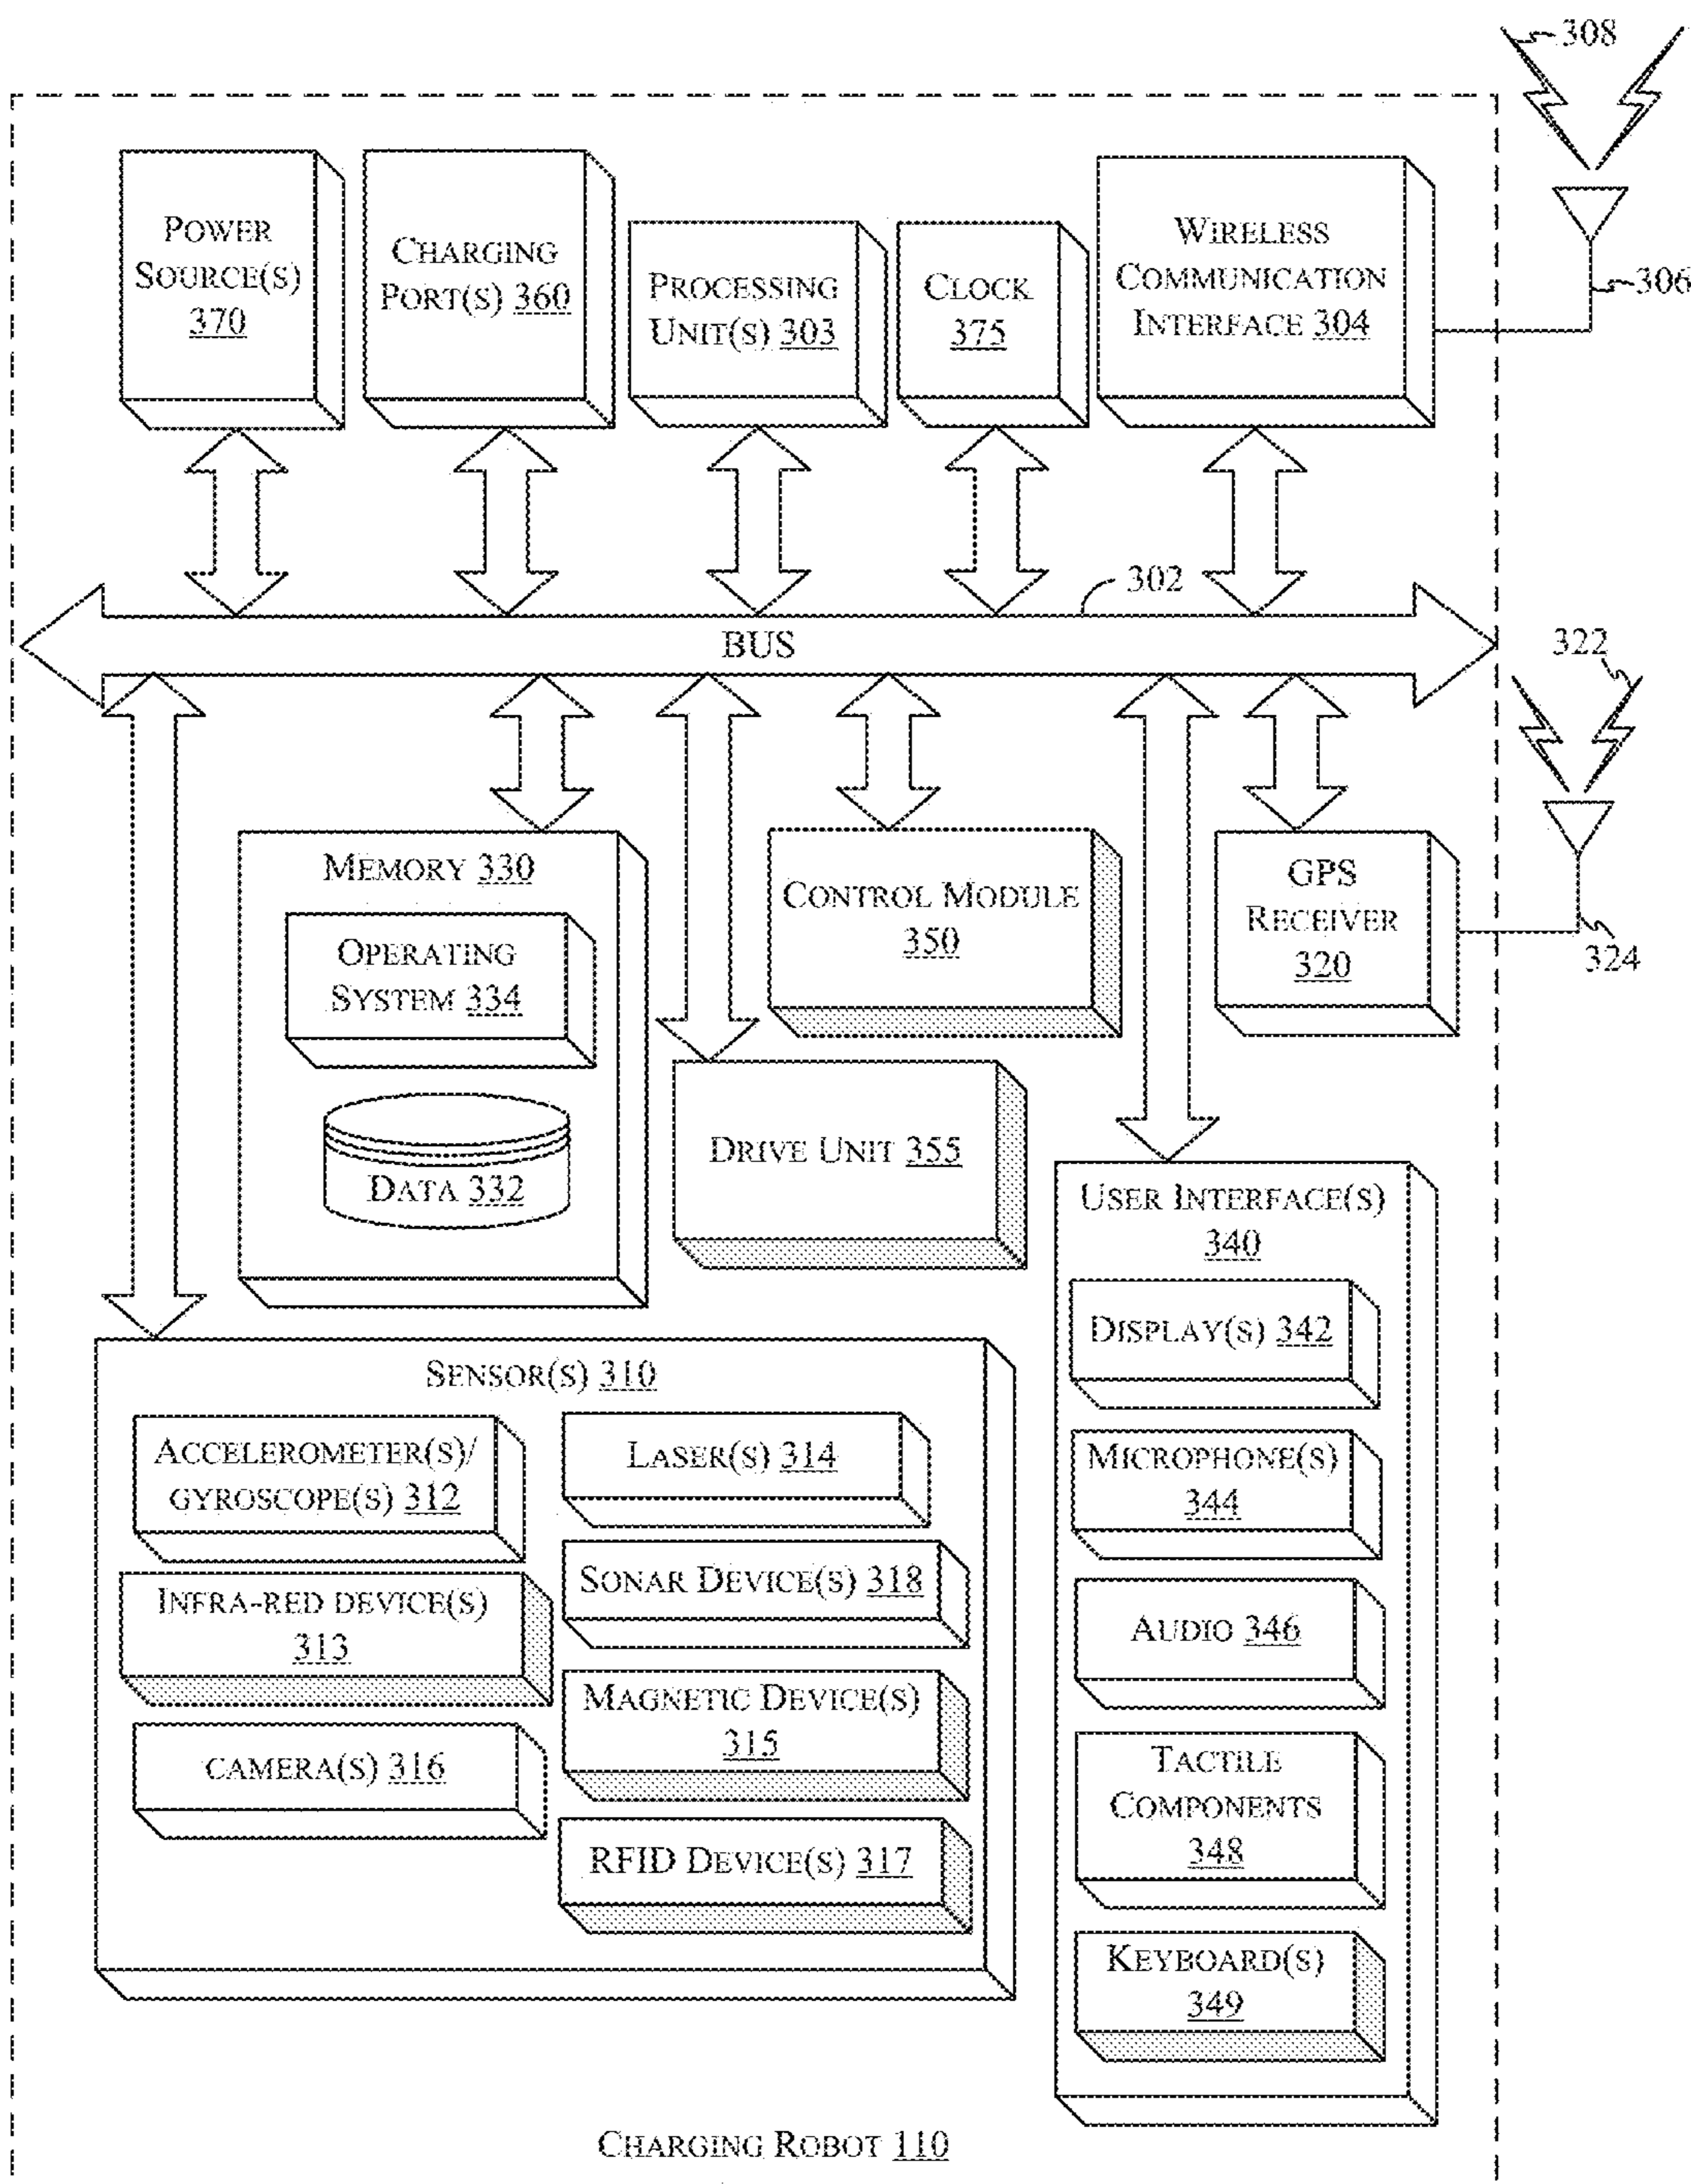 308
POWER
SOURCE(S)
370
CHARGING
PORT(S) 360
PROCESSING
UNIT(S) 303
CLOCK
375
WIRELESS
COMMUNICATION
INTERFACE 304
306
302
BUS
322
MEMORY 330
OPERATING
SYSTEM 334
DATA 332
CONTROL MODULE
350
GPS
RECEIVER
320
324
DRIVE UNIT 355
USER INTERFACE(S)
340
DISPLAY(S) 342
MICROPHONE(S)
344
AUDIO 346
TACTILE
COMPONENTS
348
KEYBOARD(S)
349
SENSOR(S) 310
ACCELEROMETER(S)/
GYROSCOPE(S) 312
LASER(S) 314
INFRA-RED DEVICE(S)
313
SONAR DEVICE(S) 318
MAGNETIC DEVICE(S)
315
CAMERA(S) 316
RFID DEVICE(S) 317
CHARGING ROBOT 110